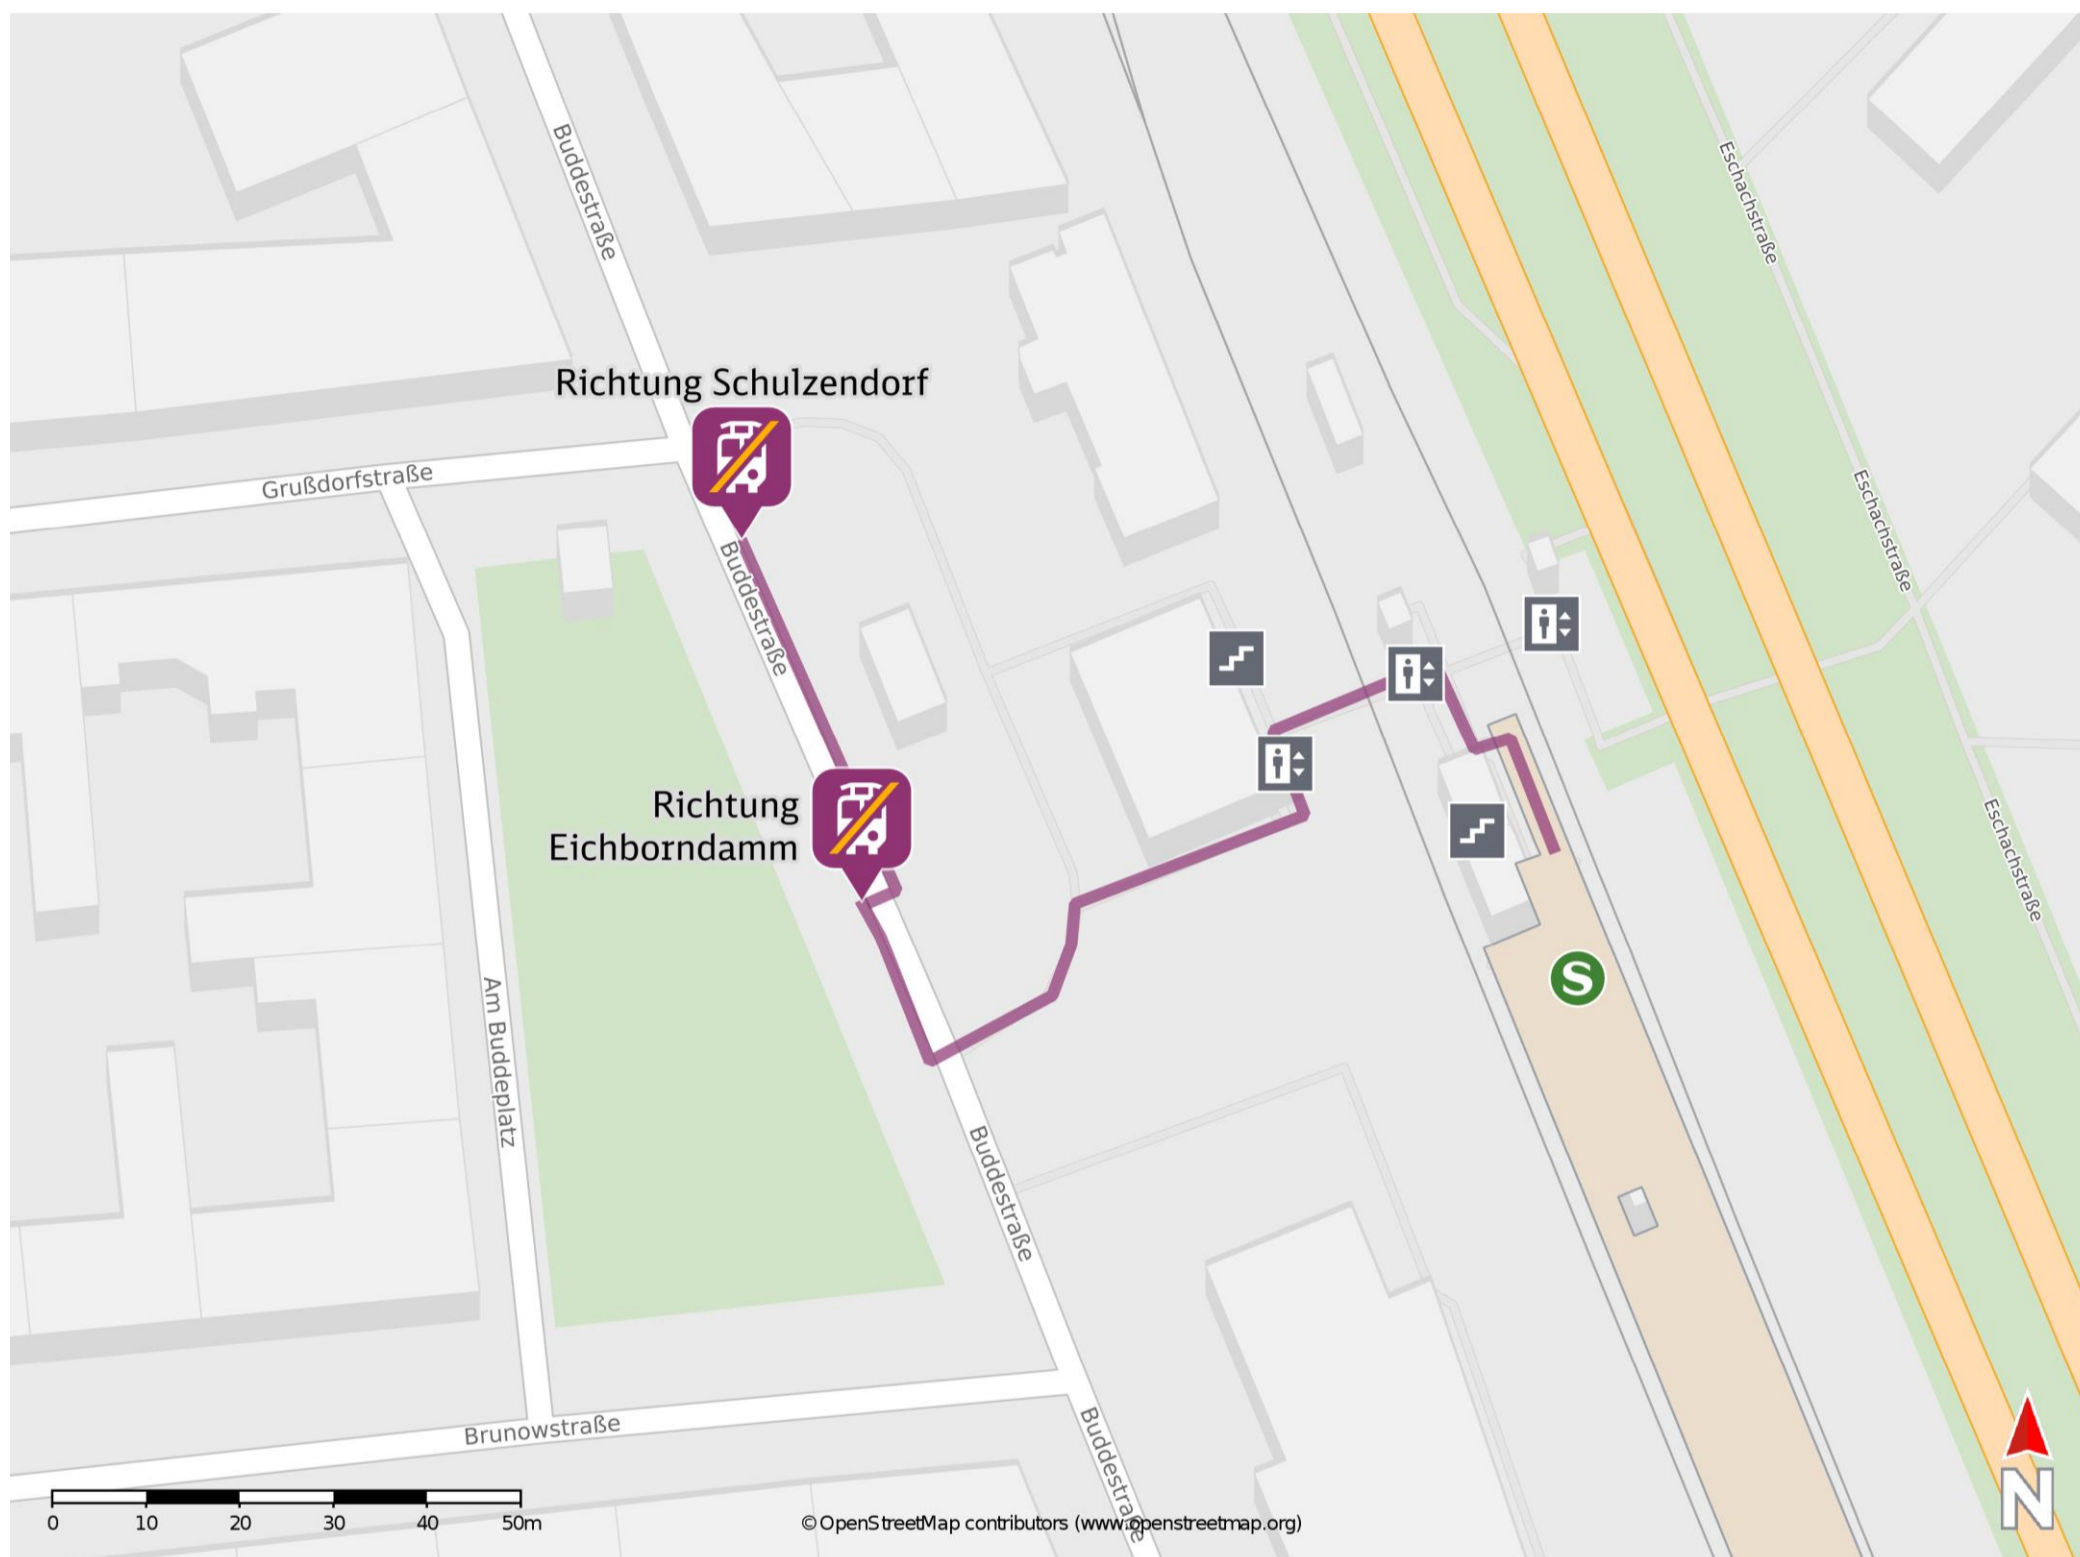 Buddestraße
Eschachstraße
Richtung Schulzendorf
Grußdorfstraße
Buddestraße
Eschachstraße
Richtung
Eichborndamm
Eschachstraße
S
Am Buddeplatz
Buddestraße
Brunowstraße
Buddestraße
N
0 10 20 30 40 50m
© OpenStreetMap contributors (www.openstreetmap.org)